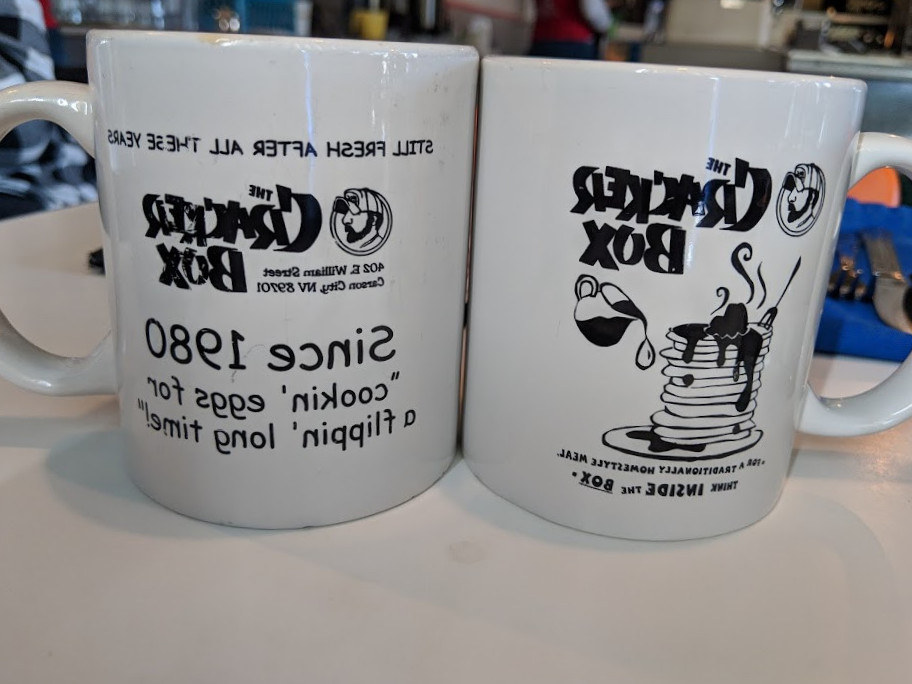 STILL FRESH AFTER ALL THESE YEARS
THE
CRACKER
BOX
402 E. William Street
Carson City, NV 89701
Since 1980
"cookin' eggs for
a flippin' long time!"
THE
CRACKER
BOX
"FOR A TRADITIONALLY HOMESTYLE MEAL,
THINK INSIDE THE BOX"